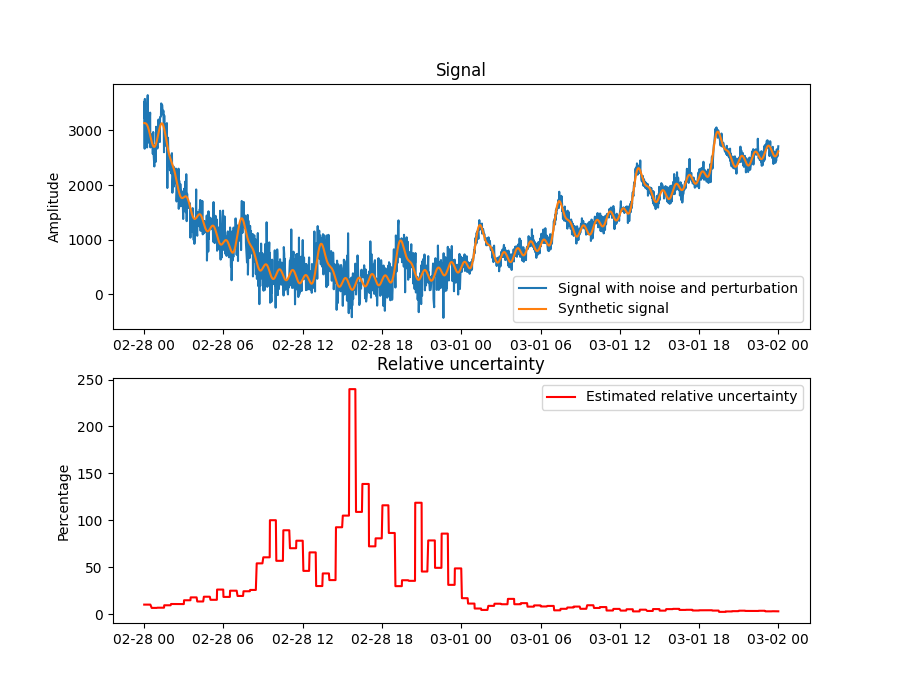 Signal
Amplitude
3000
2000
1000
0
Signal with noise and perturbation
Synthetic signal
02-28 00 02-28 06 02-28 12 02-28 18 03-01 00 03-01 06 03-01 12 03-01 18 03-02 00
Relative uncertainty
Percentage
250
200
150
100
50
0
Estimated relative uncertainty
02-28 00 02-28 06 02-28 12 02-28 18 03-01 00 03-01 06 03-01 12 03-01 18 03-02 00